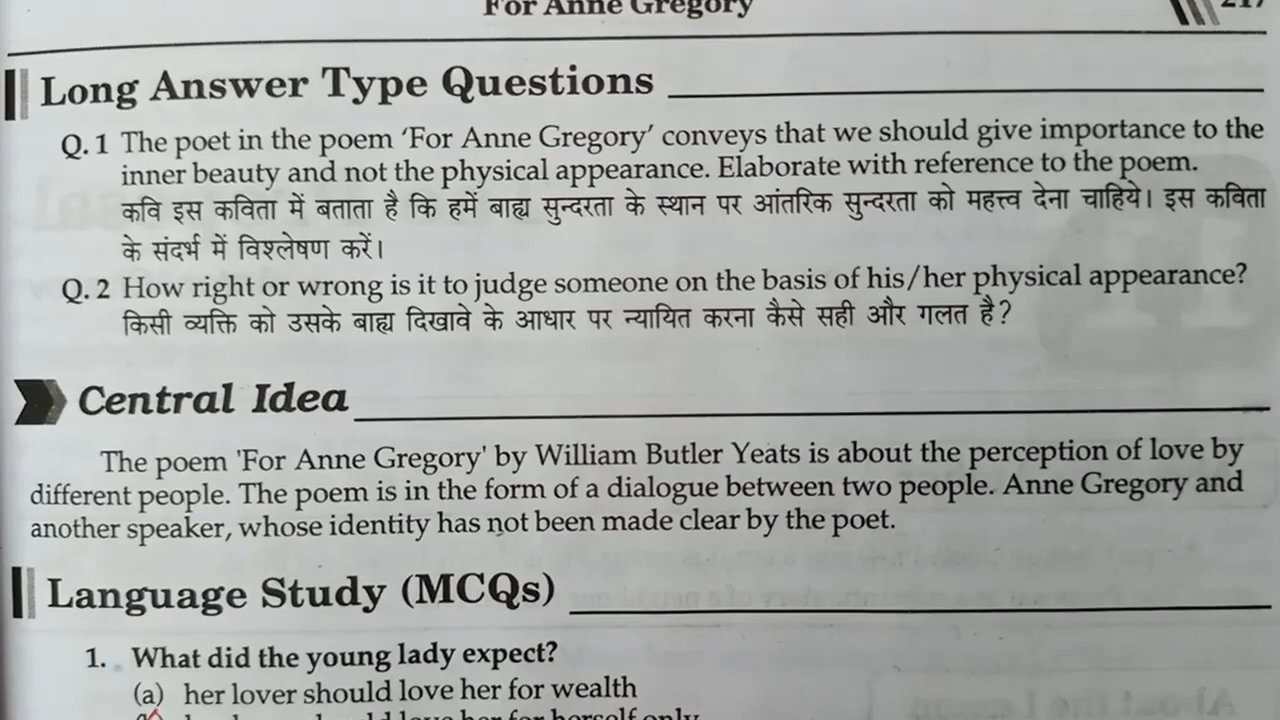 For Anne Gregory
217
Long Answer Type Questions
Q. 1 The poet in the poem ‘For Anne Gregory’ conveys that we should give importance to the
inner beauty and not the physical appearance. Elaborate with reference to the poem.
कवि इस कविता में बताता है कि हमें बाह्य सुन्दरता के स्थान पर आंतरिक सुन्दरता को महत्त्व देना चाहिये। इस कविता
के संदर्भ में विश्लेषण करें।
Q. 2 How right or wrong is it to judge someone on the basis of his/her physical appearance?
किसी व्यक्ति को उसके बाह्य दिखावे के आधार पर न्यायित करना कैसे सही और गलत है?
Central Idea
The poem 'For Anne Gregory' by William Butler Yeats is about the perception of love by
different people. The poem is in the form of a dialogue between two people. Anne Gregory and
another speaker, whose identity has not been made clear by the poet.
Language Study (MCQs)
1. What did the young lady expect?
(a) her lover should love her for wealth
love her for herself only